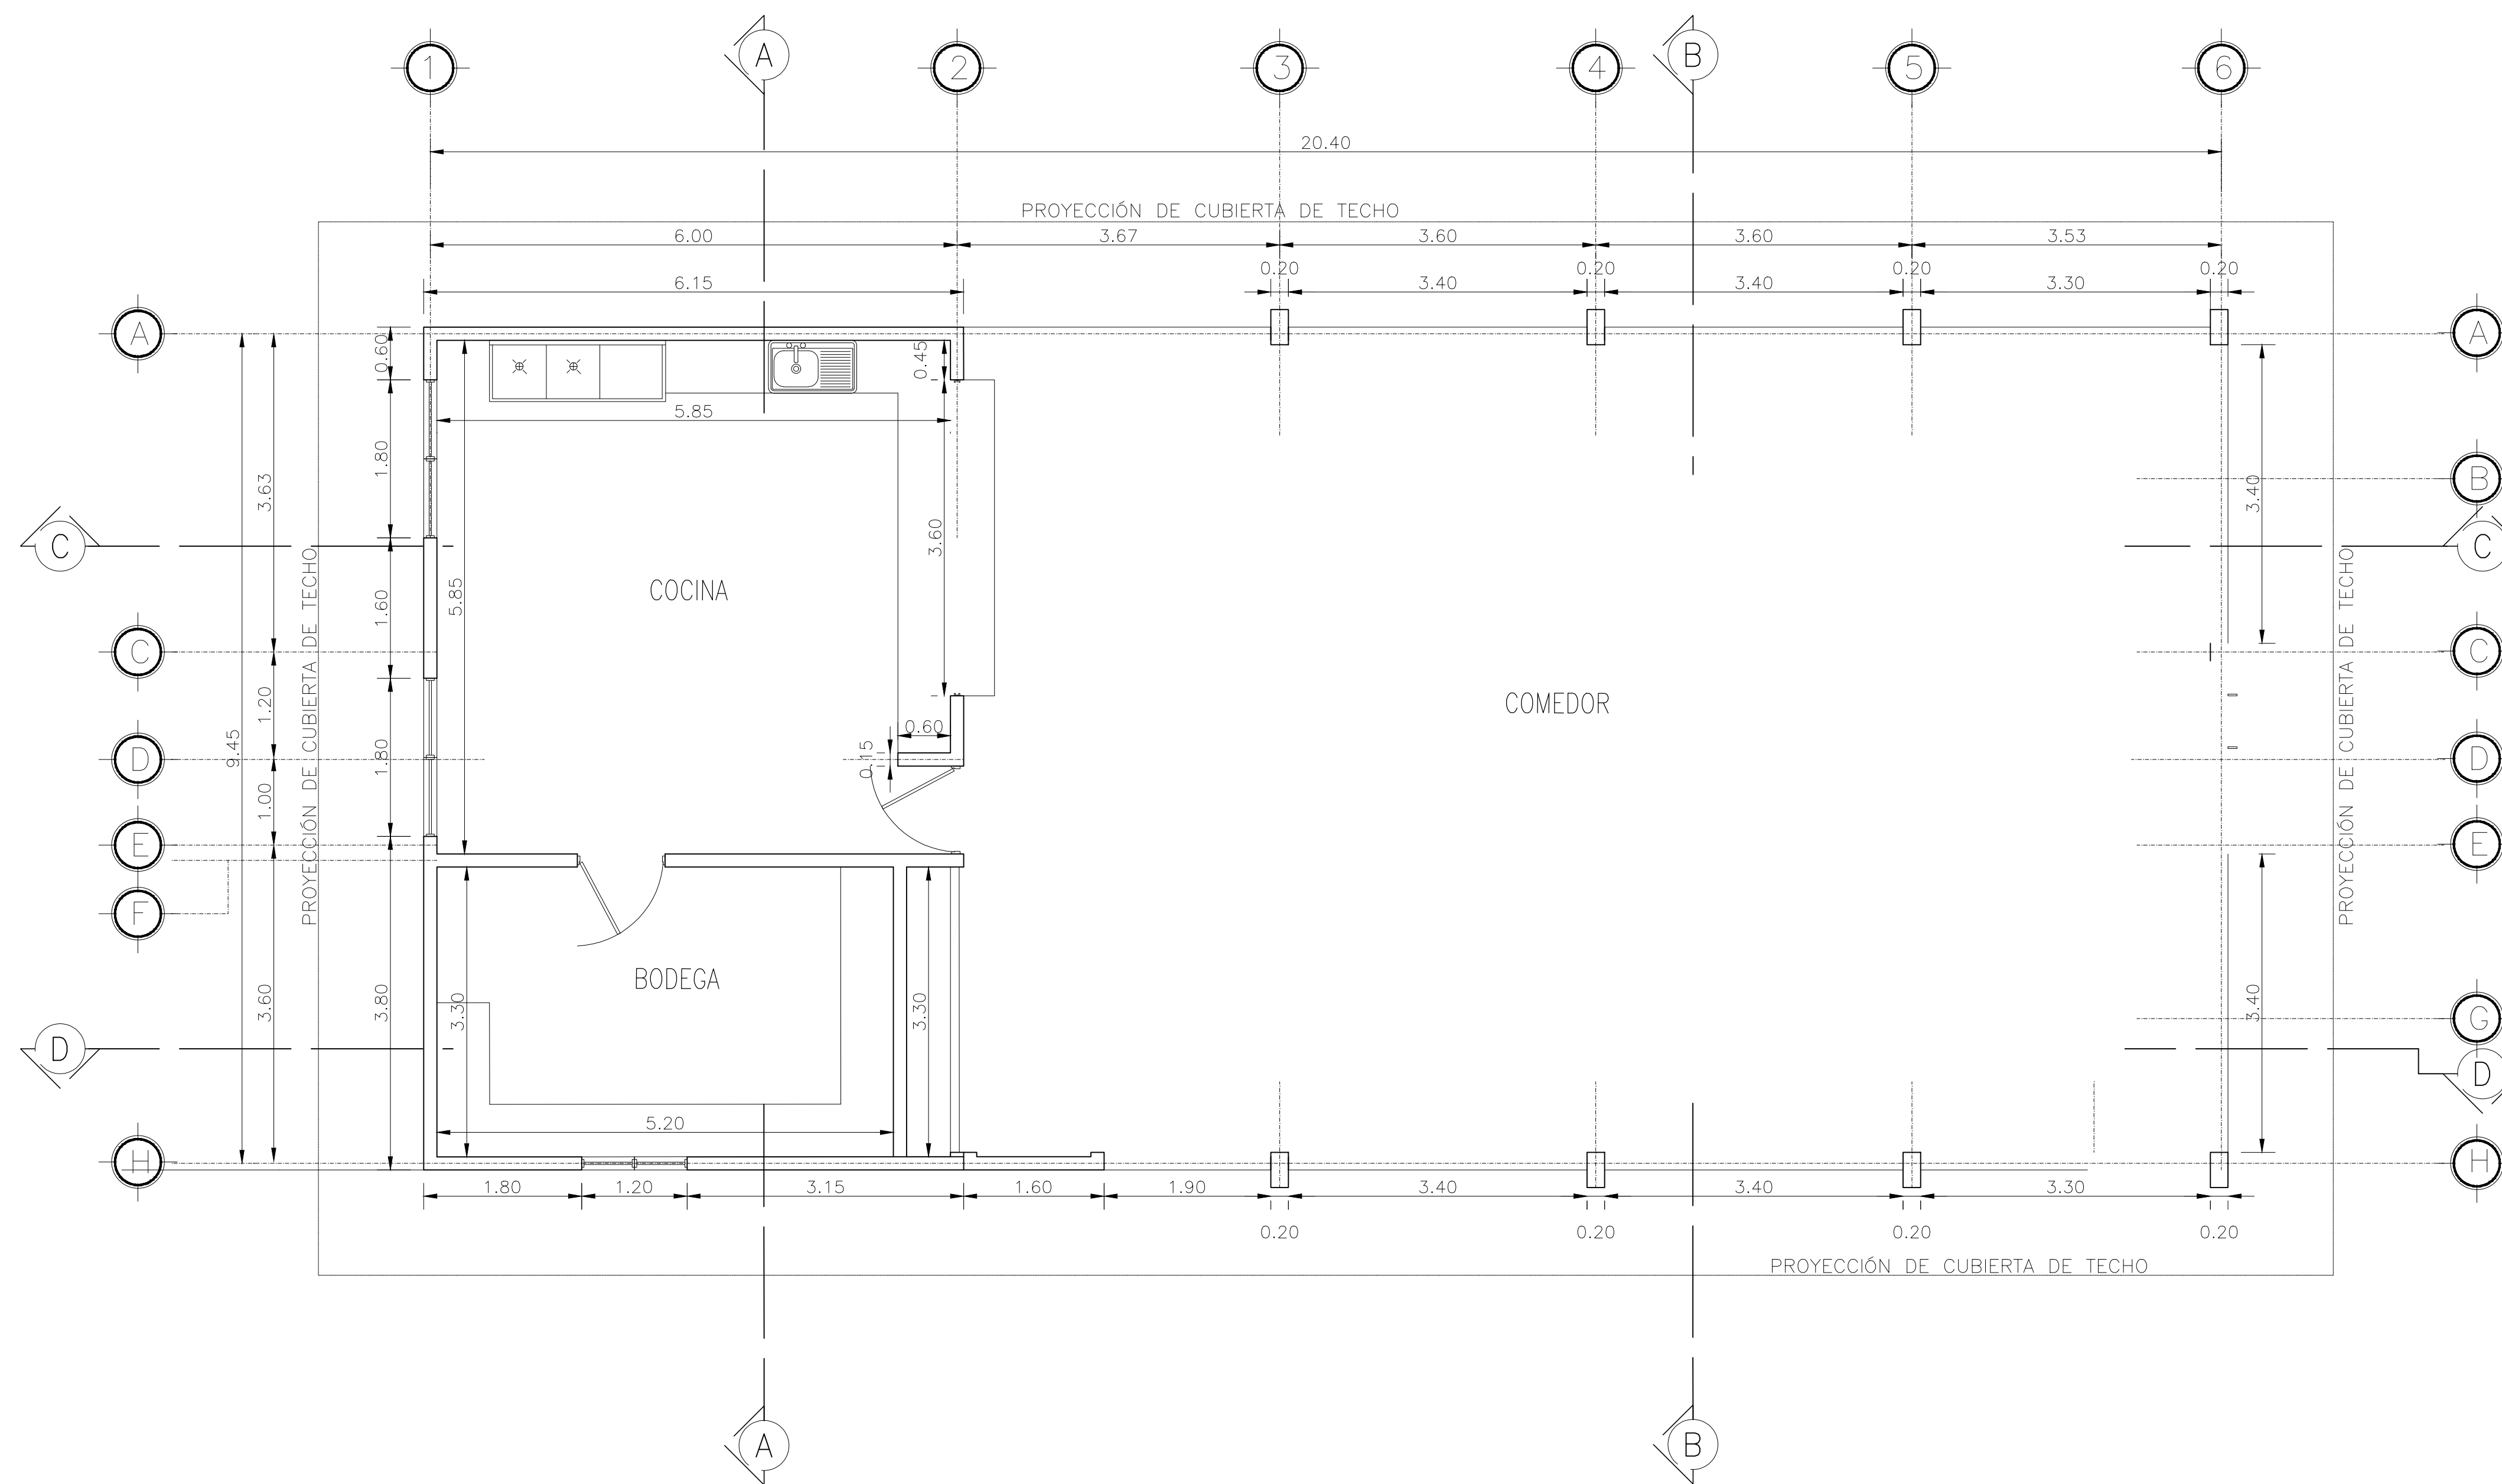 1 A 2 3 4 B 5 6
20.40
PROYECCIÓN DE CUBIERTA DE TECHO
6.00 3.67 3.60 3.60 3.53
0.20 0.20 0.20 0.20
6.15 3.40 3.40 3.30
A 0.60 0.45 A
5.85
1.80 3.63 3.40 B
3.60
C C
PROYECCIÓN DE CUBIERTA DE TECHO
PROYECCIÓN DE CUBIERTA DE TECHO
5.85 COCINA 1.60
C C
1.20 COMEDOR
9.45 1.80 0.60
D 0.15 D
1.00
E E
F
BODEGA
3.60 3.80 3.30 3.30 3.40
G
D D
5.20
H H
1.80 1.20 3.15 1.60 1.90 3.40 3.40 3.30
0.20 0.20 0.20 0.20
PROYECCIÓN DE CUBIERTA DE TECHO
A B